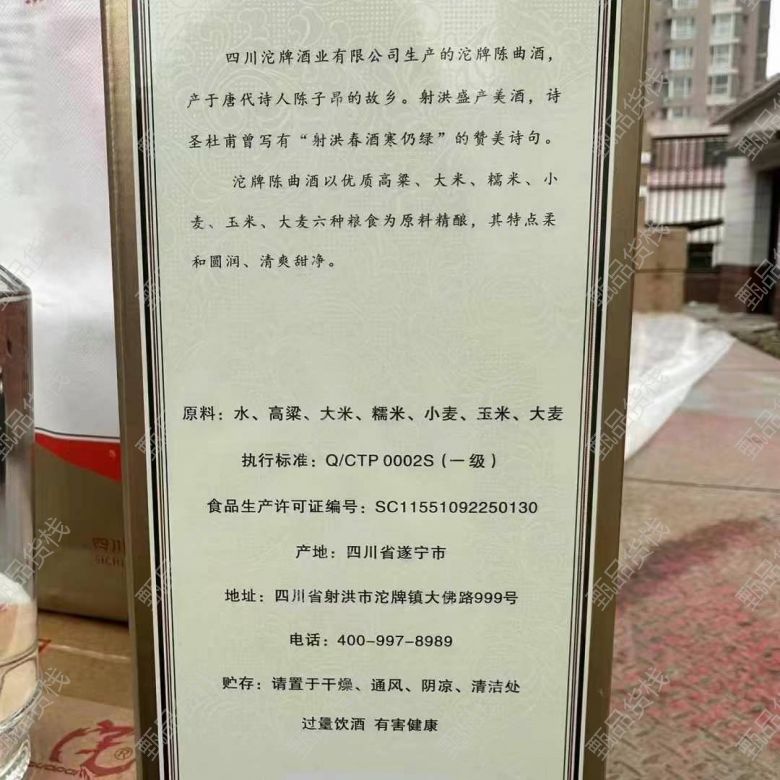 四川沱牌酒业有限公司生产的沱牌陈曲酒，
产于唐代诗人陈子昂的故乡。射洪盛产美酒，诗
圣杜甫曾写有“射洪春酒寒仍绿”的赞美诗句。
沱牌陈曲酒以优质高粱、大米、糯米、小
麦、玉米、大麦六种粮食为原料精酿，其特点柔
和圆润、清爽甜净。
原料：水、高粱、大米、糯米、小麦、玉米、大麦
执行标准：Q/CTP 0002S（一级）
食品生产许可证编号：SC11551092250130
产地：四川省遂宁市
地址：四川省射洪市沱牌镇大佛路999号
电话：400-997-8989
贮存：请置于干燥、通风、阴凉、清洁处
过量饮酒 有害健康
四川
SICH
甄品货栈